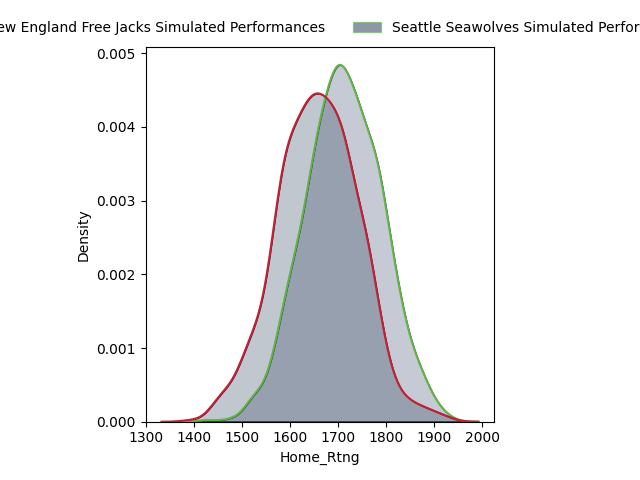 ew England Free Jacks Simulated Performances Seattle Seawolves Simulated Perfor
0.005
0.004
0.003
0.002
0.001
0.000
Density
1300 1400 1500 1600 1700 1800 1900 2000
Home_Rtng